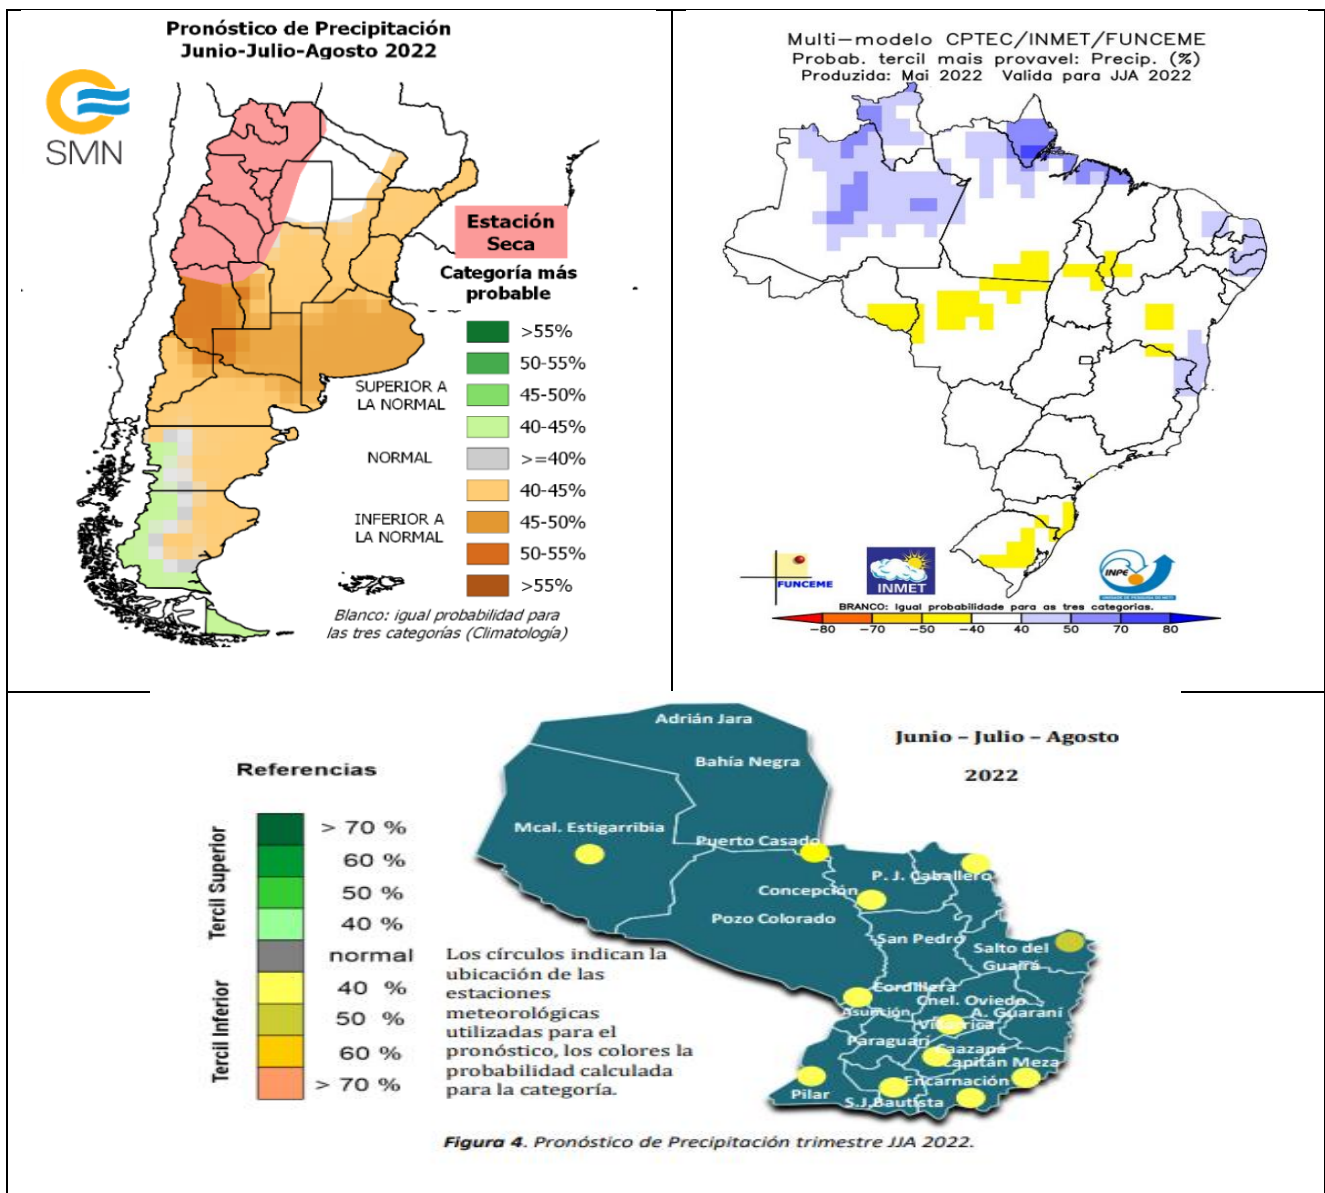 Pronóstico de Precipitación
Junio-Julio-Agosto 2022
SMN
Estación
Seca
Categoría más
probable
>55%
50-55%
SUPERIOR A
LA NORMAL
45-50%
40-45%
NORMAL
>=40%
40-45%
INFERIOR A
LA NORMAL
45-50%
50-55%
>55%
Blanco: igual probabilidad para
las tres categorías (Climatología)
Multi-modelo CPTEC/INMET/FUNCEME
Probab. tercil mais provavel: Precip. (%)
Produzida: Mai 2022 Valida para JJA 2022
FUNCEME
INMET
INPE
BRANCO: Igual probabilidade para as tres categorias.
-80 -70 -50 -40 40 50 70 80
Junio – Julio – Agosto
2022
Referencias
Tercil Superior
> 70 %
60 %
50 %
40 %
normal
Tercil Inferior
40 %
50 %
60 %
> 70 %
Los círculos indican la
ubicación de las
estaciones
meteorológicas
utilizadas para el
pronóstico, los colores la
probabilidad calculada
para la categoría.
Adrián Jara
Bahía Negra
Mcal. Estigarribia
Puerto Casado
P. J. Caballero
Concepción
Pozo Colorado
San Pedro
Salto del
Guairá
Cordillera
Cnel. Oviedo
Asunción
A. Guaraní
Villarrica
Paraguarí
Caazapá
Capitán Meza
Encarnación
Pilar
S.J.Bautista
Figura 4. Pronóstico de Precipitación trimestre JJA 2022.